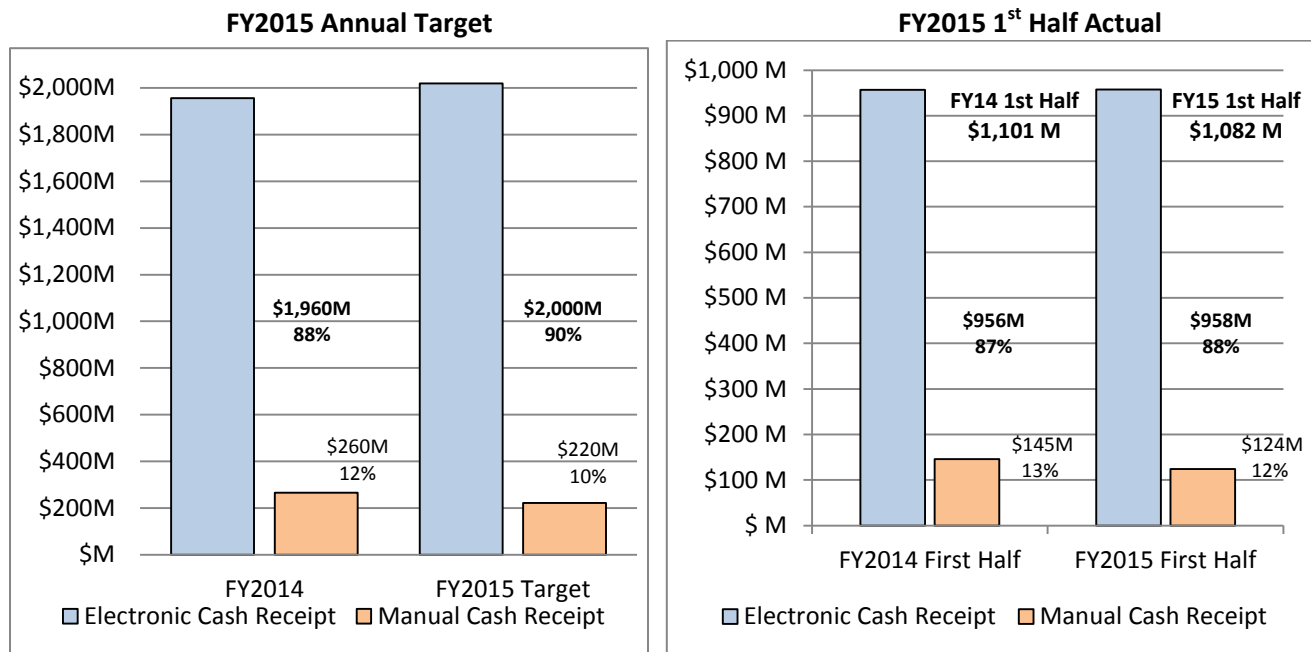 FY2015 Annual Target
$2,000M
$1,800M
$1,600M
$1,400M
$1,200M
$1,000M
$800M
$600M
$400M
$200M
$M
$1,960M
88%
$2,000M
90%
$260M
12%
$220M
10%
FY2014
FY2015 Target
Electronic Cash Receipt
Manual Cash Receipt
FY2015 1st Half Actual
$1,000 M
$900 M
$800 M
$700 M
$600 M
$500 M
$400 M
$300 M
$200 M
$100 M
$ M
FY14 1st Half
$1,101 M
FY15 1st Half
$1,082 M
$956M
87%
$958M
88%
$145M
13%
$124M
12%
FY2014 First Half
FY2015 First Half
Electronic Cash Receipt
Manual Cash Receipt